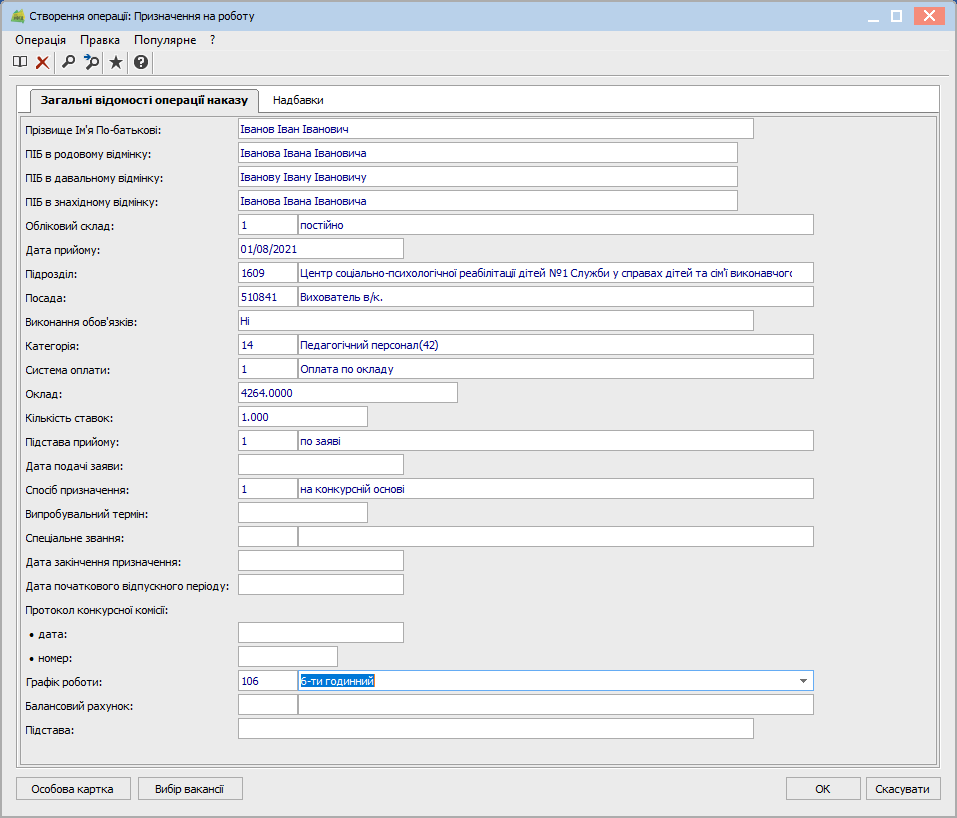 Створення операції: Призначення на роботу
Операція Правка Популярне ?
Загальні відомості операції наказу Надбавки
Прізвище Ім'я По-батькові: Іванов Іван Іванович
ПІБ в родовому відмінку: Іванова Івана Івановича
ПІБ в давальному відмінку: Іванову Івану Івановичу
ПІБ в знахідному відмінку: Іванова Івана Івановича
Обліковий склад: 1 постійно
Дата прийому: 01/08/2021
Підрозділ: 1609 Центр соціально-психологічної реабілітації дітей №1 Служби у справах дітей та сім'ї виконавчого
Посада: 510841 Вихователь в/к.
Виконання обов'язків: Ні
Категорія: 14 Педагогічний персонал(42)
Система оплати: 1 Оплата по окладу
Оклад: 4264.0000
Кількість ставок: 1.000
Підстава прийому: 1 по заяві
Дата подачі заяви:
Спосіб призначення: 1 на конкурсній основі
Випробувальний термін:
Спеціальне звання:
Дата закінчення призначення:
Дата початкового відпускного періоду:
Протокол конкурсної комісії:
• дата:
• номер:
Графік роботи: 106 6-ти годинний
Балансовий рахунок:
Підстава:
Особова картка Вибір вакансії ОК Скасувати